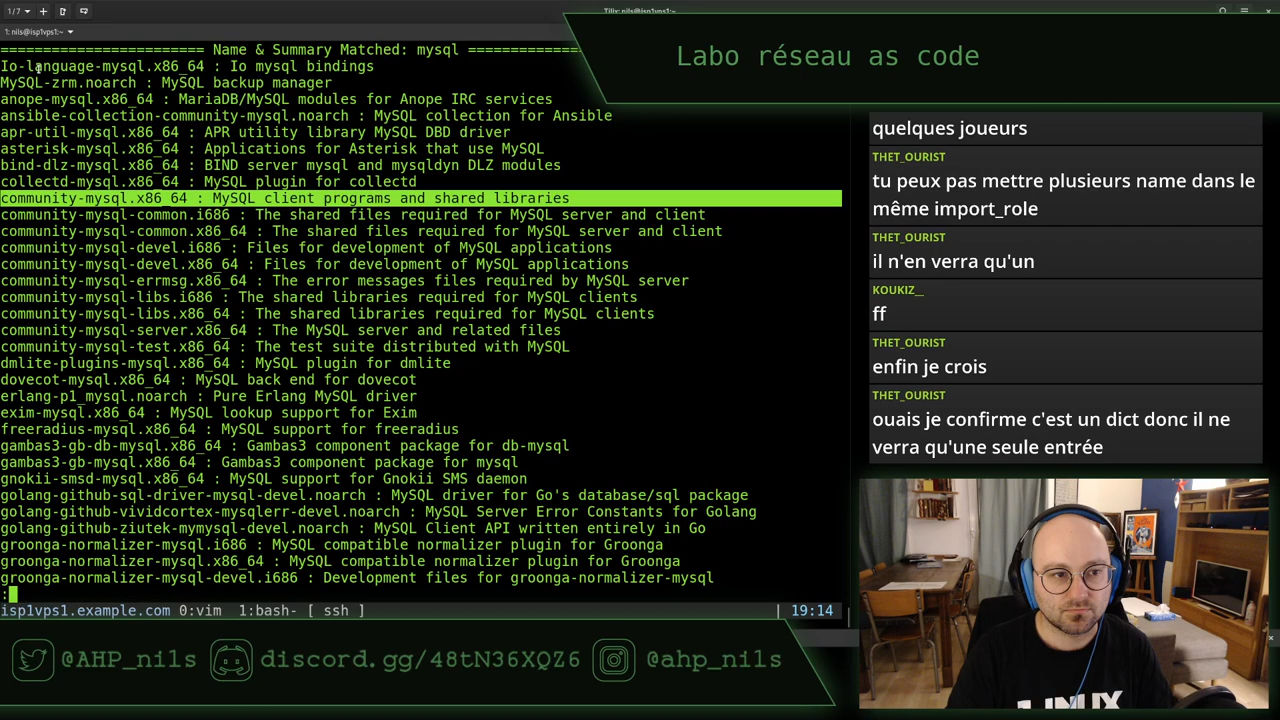 1/7
Tilix: nils@isp1vps1:~
1: nils@isp1vps1:~
======================== Name & Summary Matched: mysql =============
Io-language-mysql.x86_64 : Io mysql bindings
MySQL-zrm.noarch : MySQL backup manager
anope-mysql.x86_64 : MariaDB/MySQL modules for Anope IRC services
ansible-collection-community-mysql.noarch : MySQL collection for Ansible
apr-util-mysql.x86_64 : APR utility library MySQL DBD driver
asterisk-mysql.x86_64 : Applications for Asterisk that use MySQL
bind-dlz-mysql.x86_64 : BIND server mysql and mysqldyn DLZ modules
collectd-mysql.x86_64 : MySQL plugin for collectd
community-mysql.x86_64 : MySQL client programs and shared libraries
community-mysql-common.i686 : The shared files required for MySQL server and client
community-mysql-common.x86_64 : The shared files required for MySQL server and client
community-mysql-devel.i686 : Files for development of MySQL applications
community-mysql-devel.x86_64 : Files for development of MySQL applications
community-mysql-errmsg.x86_64 : The error messages files required by MySQL server
community-mysql-libs.i686 : The shared libraries required for MySQL clients
community-mysql-libs.x86_64 : The shared libraries required for MySQL clients
community-mysql-server.x86_64 : The MySQL server and related files
community-mysql-test.x86_64 : The test suite distributed with MySQL
dmlite-plugins-mysql.x86_64 : MySQL plugin for dmlite
dovecot-mysql.x86_64 : MySQL back end for dovecot
erlang-p1_mysql.noarch : Pure Erlang MySQL driver
exim-mysql.x86_64 : MySQL lookup support for Exim
freeradius-mysql.x86_64 : MySQL support for freeradius
gambas3-gb-db-mysql.x86_64 : Gambas3 component package for db-mysql
gambas3-gb-mysql.x86_64 : Gambas3 component package for mysql
gnokii-smsd-mysql.x86_64 : MySQL support for Gnokii SMS daemon
golang-github-sql-driver-mysql-devel.noarch : MySQL driver for Go's database/sql package
golang-github-vividcortex-mysqlerr-devel.noarch : MySQL Server Error Constants for Golang
golang-github-ziutek-mymysql-devel.noarch : MySQL Client API written entirely in Go
groonga-normalizer-mysql.i686 : MySQL compatible normalizer plugin for Groonga
groonga-normalizer-mysql.x86_64 : MySQL compatible normalizer plugin for Groonga
groonga-normalizer-mysql-devel.i686 : Development files for groonga-normalizer-mysql
:
isp1vps1.example.com 0:vim 1:bash- [ ssh ] | 19:14
Labo réseau as code
quelques joueurs
THET_OURIST
tu peux pas mettre plusieurs name dans le
même import_role
THET_OURIST
il n'en verra qu'un
KOUKIZ__
ff
THET_OURIST
enfin je crois
THET_OURIST
ouais je confirme c'est un dict donc il ne
verra qu'une seule entrée
@AHP_nils discord.gg/48tN36XQZ6 @ahp_nils
LINUX